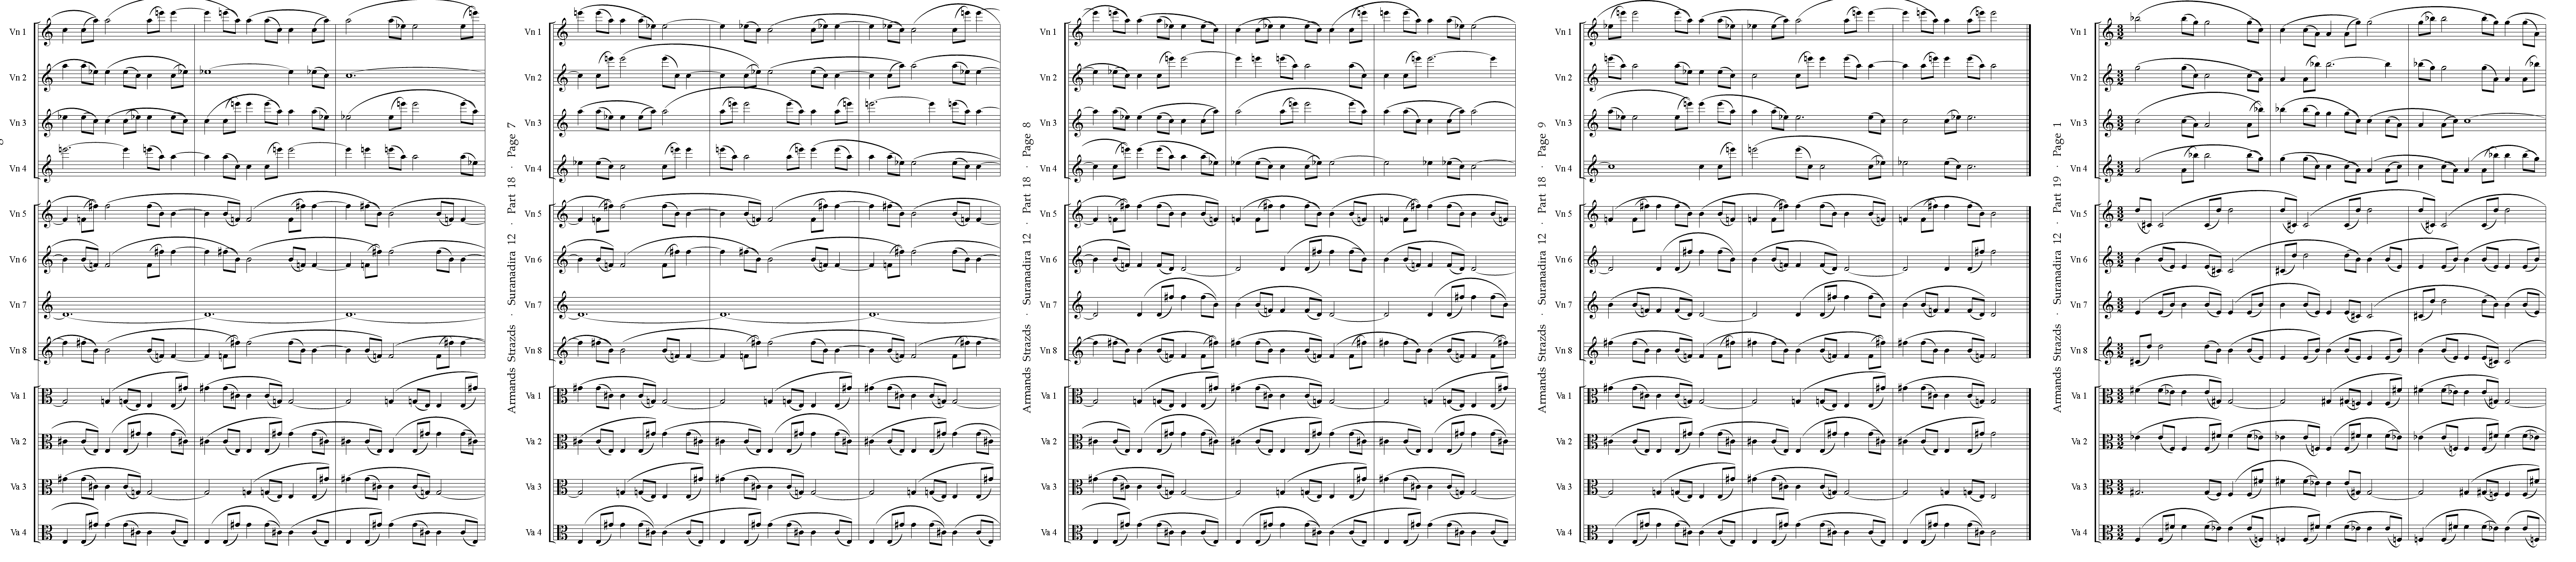 Vn 1
Vn 2
Vn 3
Vn 4
Vn 5
Vn 6
Vn 7
Vn 8
Va 1
Va 2
Va 3
Va 4
Armands Strazds · Suranadira 12 · Part 18 · Page 7
Vn 1
Vn 2
Vn 3
Vn 4
Vn 5
Vn 6
Vn 7
Vn 8
Va 1
Va 2
Va 3
Va 4
Armands Strazds · Suranadira 12 · Part 18 · Page 8
Vn 1
Vn 2
Vn 3
Vn 4
Vn 5
Vn 6
Vn 7
Vn 8
Va 1
Va 2
Va 3
Va 4
Armands Strazds · Suranadira 12 · Part 18 · Page 9
Vn 1
Vn 2
Vn 3
Vn 4
Vn 5
Vn 6
Vn 7
Vn 8
Va 1
Va 2
Va 3
Va 4
Armands Strazds · Suranadira 12 · Part 19 · Page 1
Vn 1
Vn 2
Vn 3
Vn 4
Vn 5
Vn 6
Vn 7
Vn 8
Va 1
Va 2
Va 3
Va 4